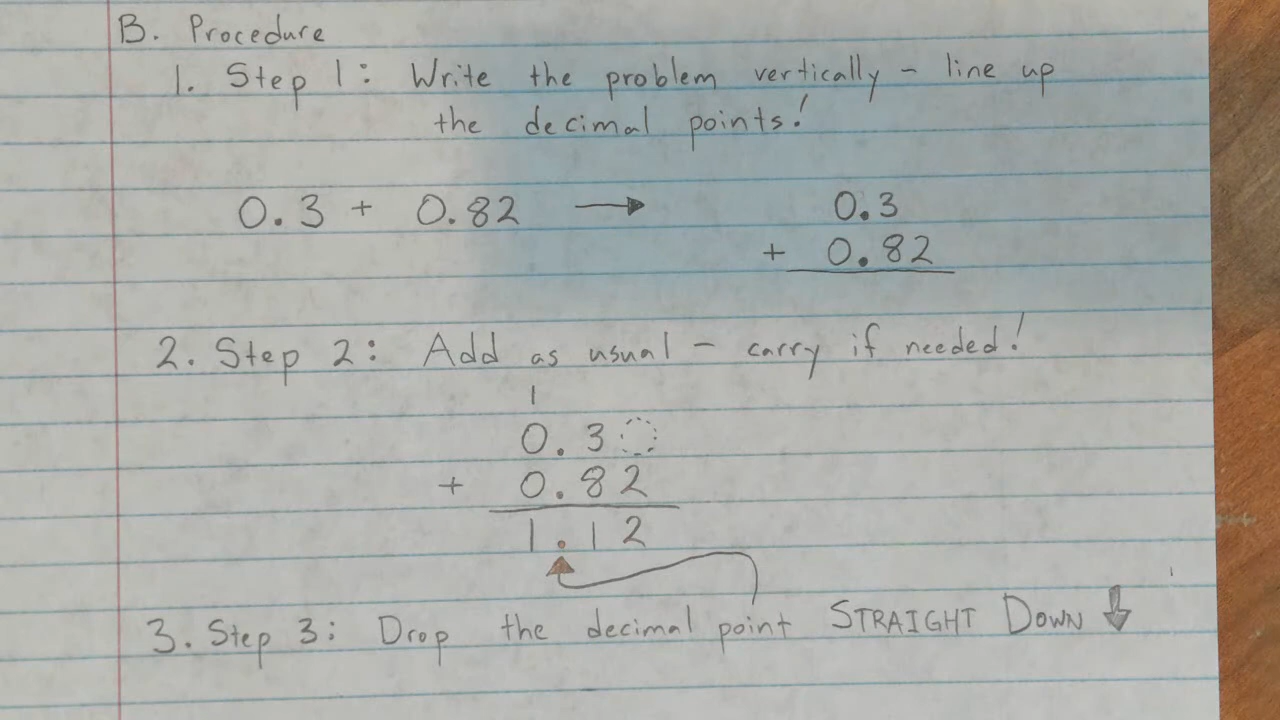 B. Procedure
1. Step 1: Write the problem vertically - line up
the decimal points!
0.3 + 0.82 → 0.3
+ 0.82
2. Step 2: Add as usual - carry if needed!
1
0.30
+ 0.82
1.12
3. Step 3: Drop the decimal point STRAIGHT DOWN ⇓